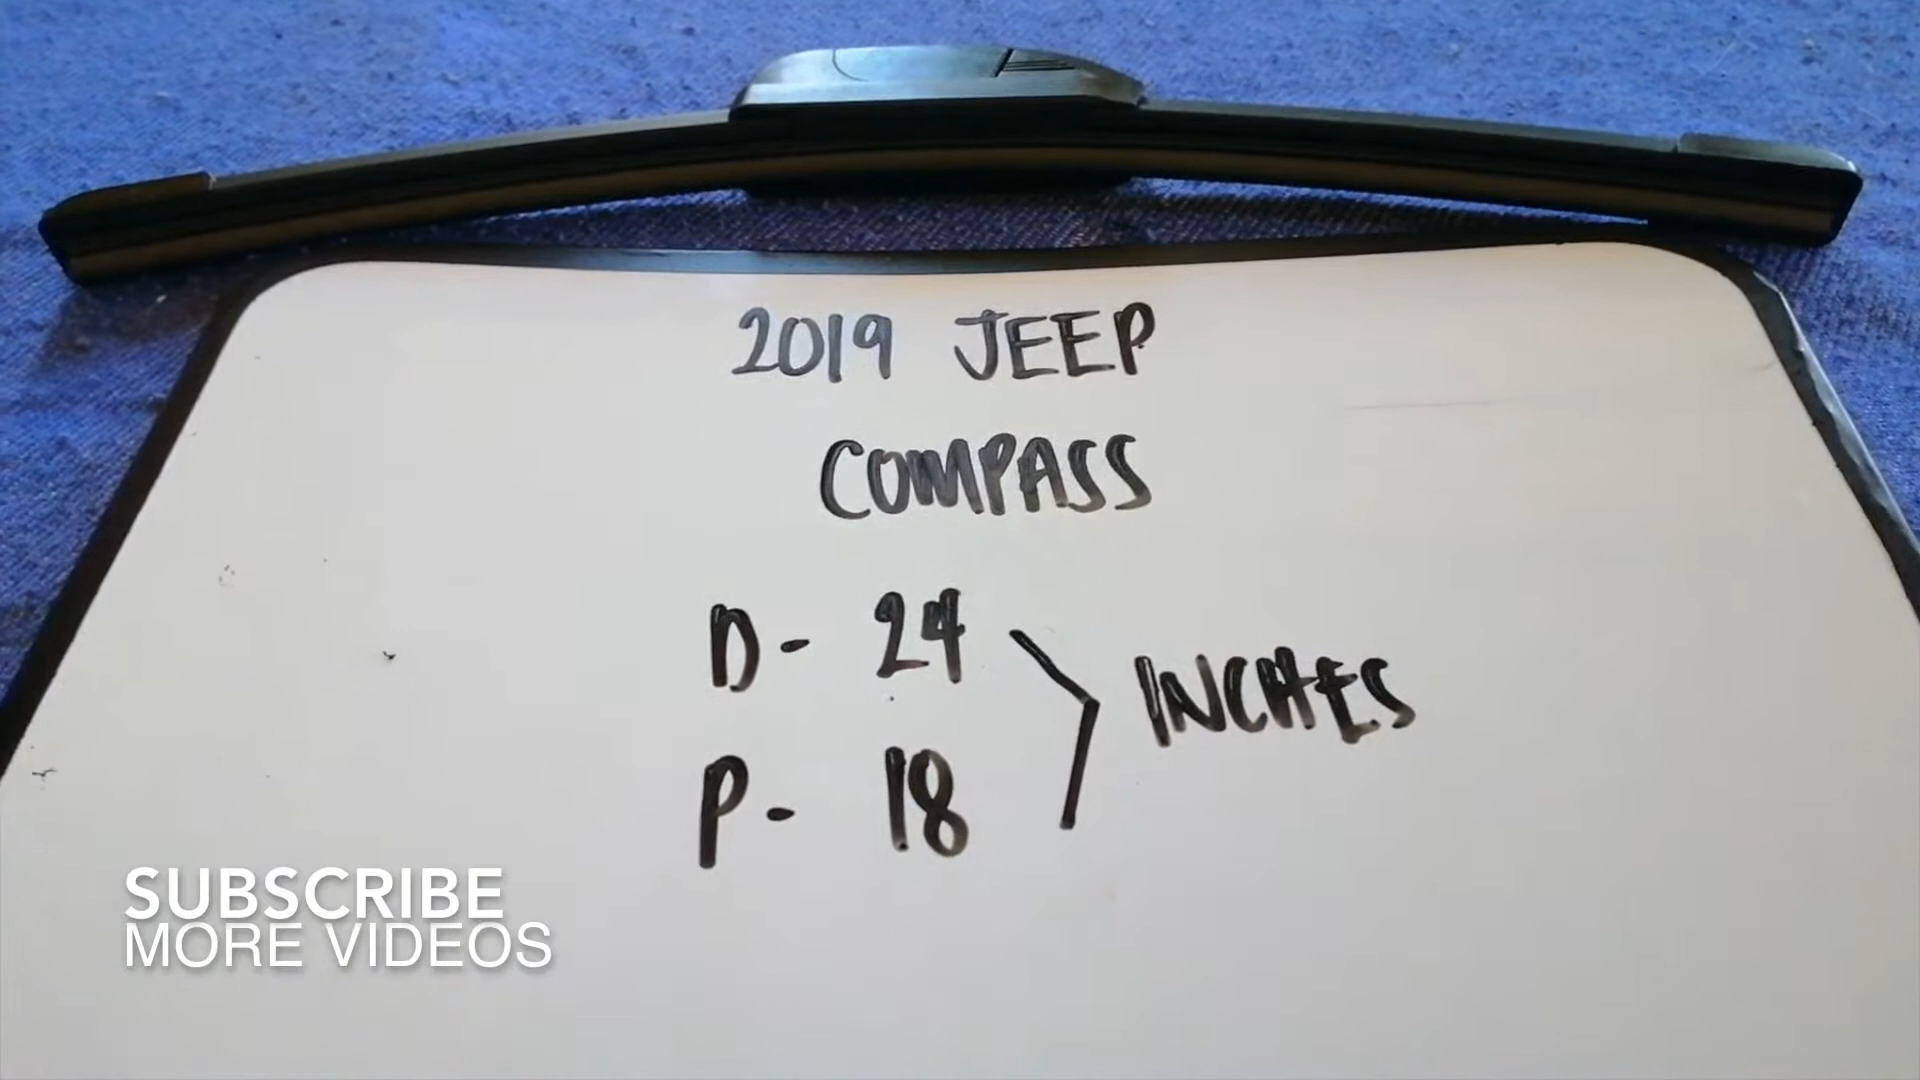 2019 JEEP
COMPASS
D - 24
P - 18
INCHES
SUBSCRIBE
MORE VIDEOS